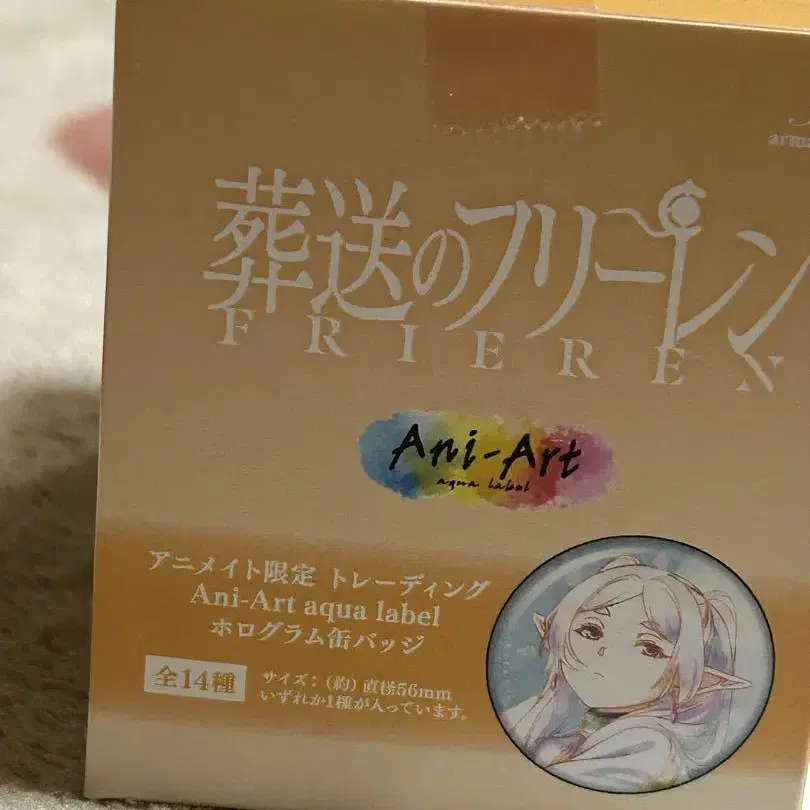 葬送のフリーレン
FRIEREN
Ani-Art
aqua label
アニメイト限定 トレーディング
Ani-Art aqua label
ホログラム缶バッジ
全14種
サイズ：(約) 直径56mm
いずれか1種が入っています。